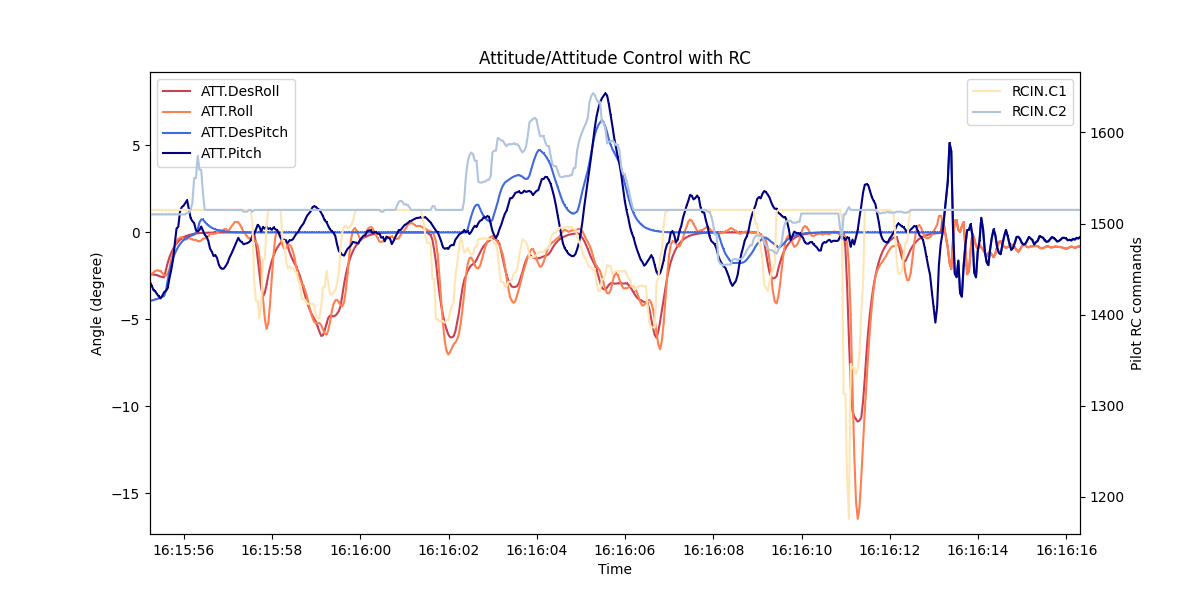 Attitude/Attitude Control with RC
ATT.DesRoll
ATT.Roll
ATT.DesPitch
ATT.Pitch
RCIN.C1
RCIN.C2
5
0
−5
−10
−15
Angle (degree)
1600
1500
1400
1300
1200
Pilot RC commands
16:15:56 16:15:58 16:16:00 16:16:02 16:16:04 16:16:06 16:16:08 16:16:10 16:16:12 16:16:14 16:16:16
Time